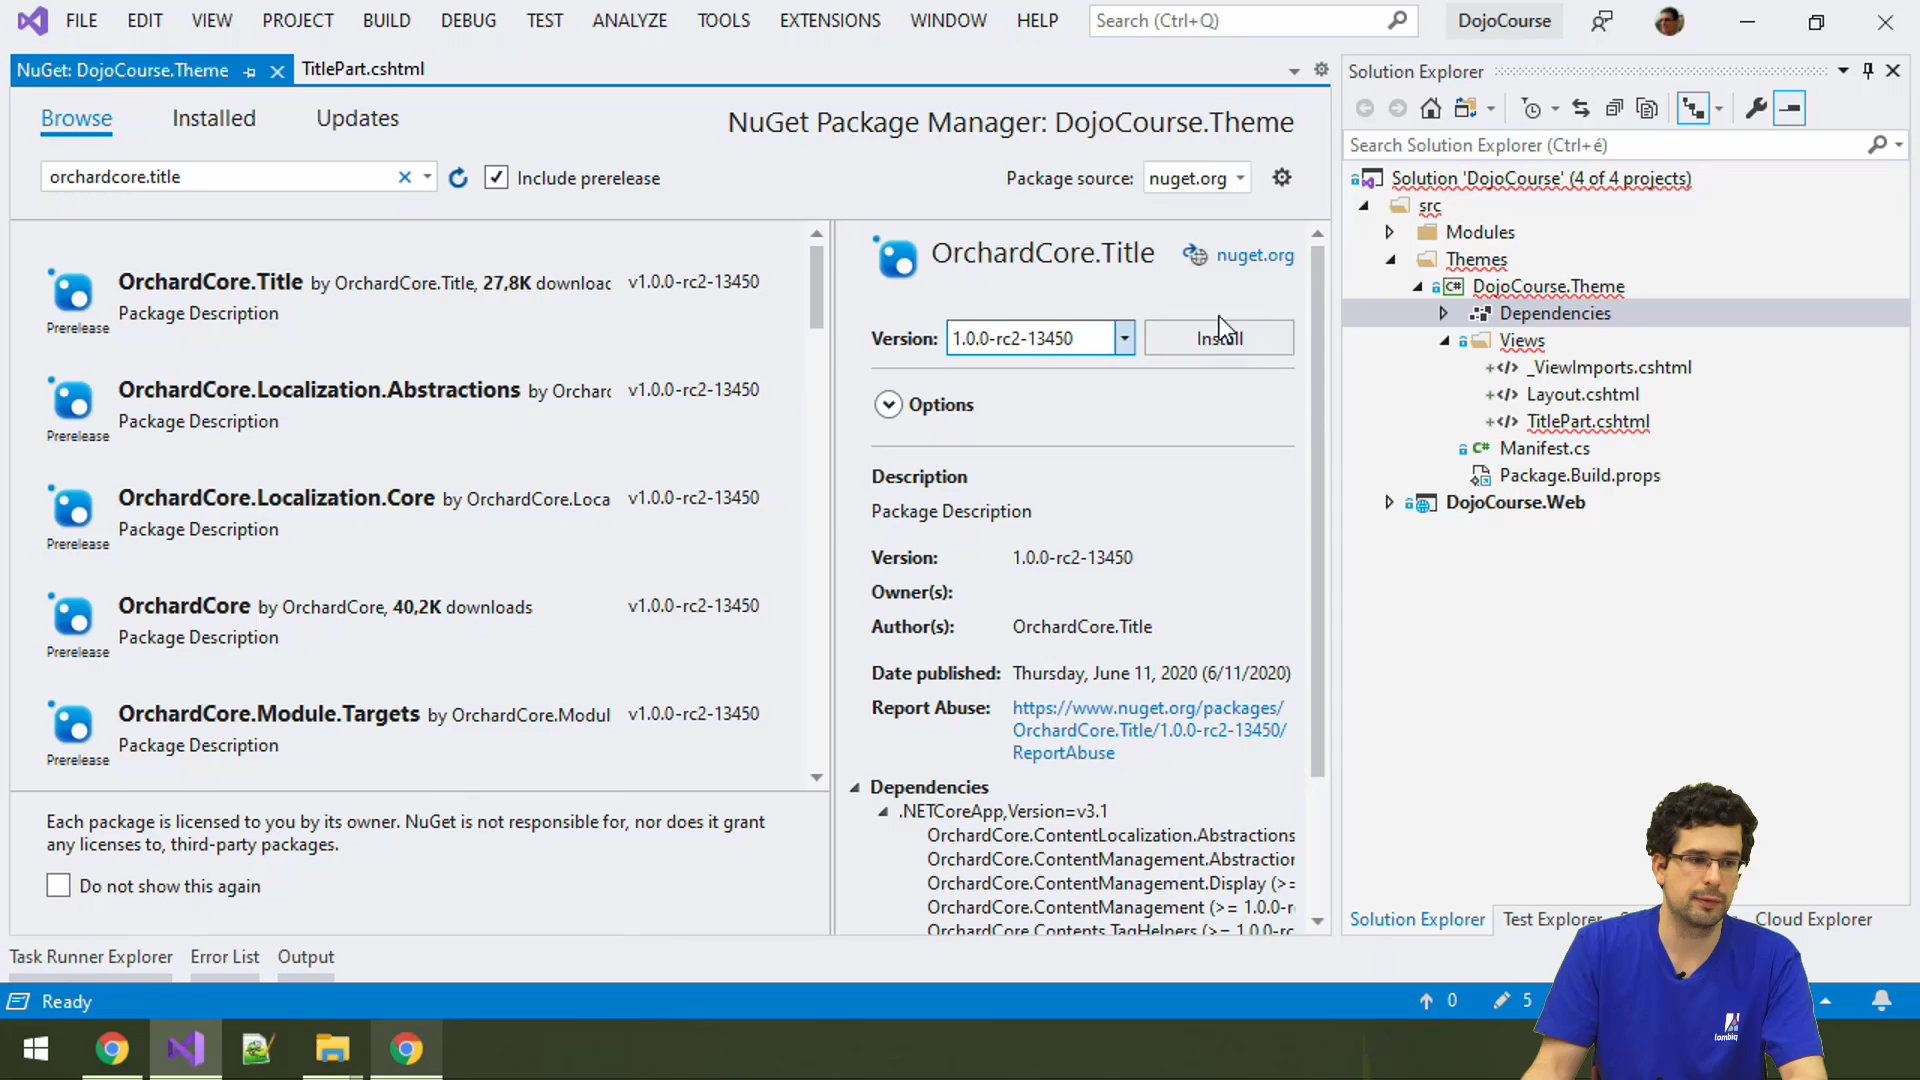 FILE EDIT VIEW PROJECT BUILD DEBUG TEST ANALYZE TOOLS EXTENSIONS WINDOW HELP Search (Ctrl+Q) DojoCourse
NuGet: DojoCourse.Theme TitlePart.cshtml
Browse Installed Updates
NuGet Package Manager: DojoCourse.Theme
orchardcore.title
Include prerelease
Package source: nuget.org
OrchardCore.Title by OrchardCore.Title, 27,8K downloac v1.0.0-rc2-13450
Package Description
Prerelease
OrchardCore.Localization.Abstractions by Orcharc v1.0.0-rc2-13450
Package Description
Prerelease
OrchardCore.Localization.Core by OrchardCore.Loca v1.0.0-rc2-13450
Package Description
Prerelease
OrchardCore by OrchardCore, 40,2K downloads v1.0.0-rc2-13450
Package Description
Prerelease
OrchardCore.Module.Targets by OrchardCore.Modul v1.0.0-rc2-13450
Package Description
Prerelease
Each package is licensed to you by its owner. NuGet is not responsible for, nor does it grant
any licenses to, third-party packages.
Do not show this again
OrchardCore.Title nuget.org
Version: 1.0.0-rc2-13450 Install
Options
Description
Package Description
Version: 1.0.0-rc2-13450
Owner(s):
Author(s): OrchardCore.Title
Date published: Thursday, June 11, 2020 (6/11/2020)
Report Abuse: https://www.nuget.org/packages/
OrchardCore.Title/1.0.0-rc2-13450/
ReportAbuse
Dependencies
.NETCoreApp,Version=v3.1
OrchardCore.ContentLocalization.Abstractions
OrchardCore.ContentManagement.Abstraction
OrchardCore.ContentManagement.Display (>=
OrchardCore.ContentManagement (>= 1.0.0-r
OrchardCore.Contents.TagHelpers (>= 1.0.0-rc
Solution Explorer
Search Solution Explorer (Ctrl+é)
Solution 'DojoCourse' (4 of 4 projects)
src
Modules
Themes
DojoCourse.Theme
Dependencies
Views
_ViewImports.cshtml
Layout.cshtml
TitlePart.cshtml
Manifest.cs
Package.Build.props
DojoCourse.Web
Solution Explorer Test Explorer Cloud Explorer
Task Runner Explorer Error List Output
Ready 0 5
lombiq